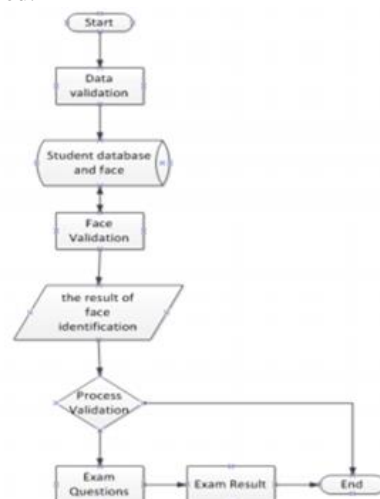 Start
Data
validation
Student database
and face
Face
Validation
the result of
face
identification
Process
Validation
Exam
Questions
Exam Result
End